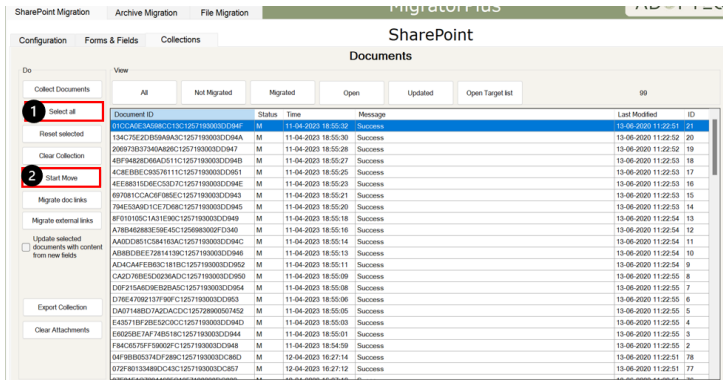 SharePoint Migration Archive Migration File Migration
MigratorPlus
Configuration Forms & Fields Collections
SharePoint
Documents
Do View
Collect Documents All Not Migrated Migrated Open Updated Open Target list 99
1 Select all
Reset selected
Clear Collection
2 Start Move
Migrate doc links
Migrate external links
Update selected
documents with content
from new fields
Export Collection
Clear Attachments
Document ID Status Time Message Last Modified ID
01CCA0E3A598CC13C1257193003DD94F M 11-04-2023 18:55:32 Success 13-06-2020 11:22:51 21
134C75E2DB59A9A3C1257193003DD94A M 11-04-2023 18:55:30 Success 13-06-2020 11:22:52 20
206973B37340A826C1257193003DD947 M 11-04-2023 18:55:28 Success 13-06-2020 11:22:52 19
4BF94828D66AD511C1257193003DD94B M 11-04-2023 18:55:27 Success 13-06-2020 11:22:53 18
4C8EBBEC93576111C1257193003DD951 M 11-04-2023 18:55:25 Success 13-06-2020 11:22:53 17
4EE88315D6EC53D7C1257193003DD94E M 11-04-2023 18:55:23 Success 13-06-2020 11:22:53 16
697081CCAC6F085EC1257193003DD943 M 11-04-2023 18:55:21 Success 13-06-2020 11:22:53 15
794E53A9D1CE7D68C1257193003DD945 M 11-04-2023 18:55:20 Success 13-06-2020 11:22:53 14
8F010105C1A31E90C1257193003DD949 M 11-04-2023 18:55:18 Success 13-06-2020 11:22:54 13
A78B462883E59E45C1256983002FD340 M 11-04-2023 18:55:16 Success 13-06-2020 11:22:54 12
AA0DD851C584163AC1257193003DD94C M 11-04-2023 18:55:14 Success 13-06-2020 11:22:54 11
AB8BDBEE72814139C1257193003DD946 M 11-04-2023 18:55:13 Success 13-06-2020 11:22:54 10
AD4CA4FEB63C181BC1257193003DD952 M 11-04-2023 18:55:11 Success 13-06-2020 11:22:54 9
CA2D76BE5D0236ADC1257193003DD950 M 11-04-2023 18:55:09 Success 13-06-2020 11:22:55 8
D0F215A6D9EB2BA5C1257193003DD954 M 11-04-2023 18:55:08 Success 13-06-2020 11:22:55 7
D76E47092137F90FC1257193003DD953 M 11-04-2023 18:55:06 Success 13-06-2020 11:22:55 6
DA07148BD7A2DACDC125728900507452 M 11-04-2023 18:55:05 Success 13-06-2020 11:22:55 5
E43571BF2BE52C0CC1257193003DD94D M 11-04-2023 18:55:03 Success 13-06-2020 11:22:55 4
E6025BE7AF74B518C1257193003DD944 M 11-04-2023 18:55:01 Success 13-06-2020 11:22:55 3
F84C6575FF59002FC1257193003DD948 M 11-04-2023 18:54:59 Success 13-06-2020 11:22:55 2
04F9BB05374DF289C1257193003DC86D M 12-04-2023 16:27:14 Success 13-06-2020 11:22:51 78
072F80133489DC43C1257193003DC857 M 12-04-2023 16:27:12 Success 13-06-2020 11:22:51 77